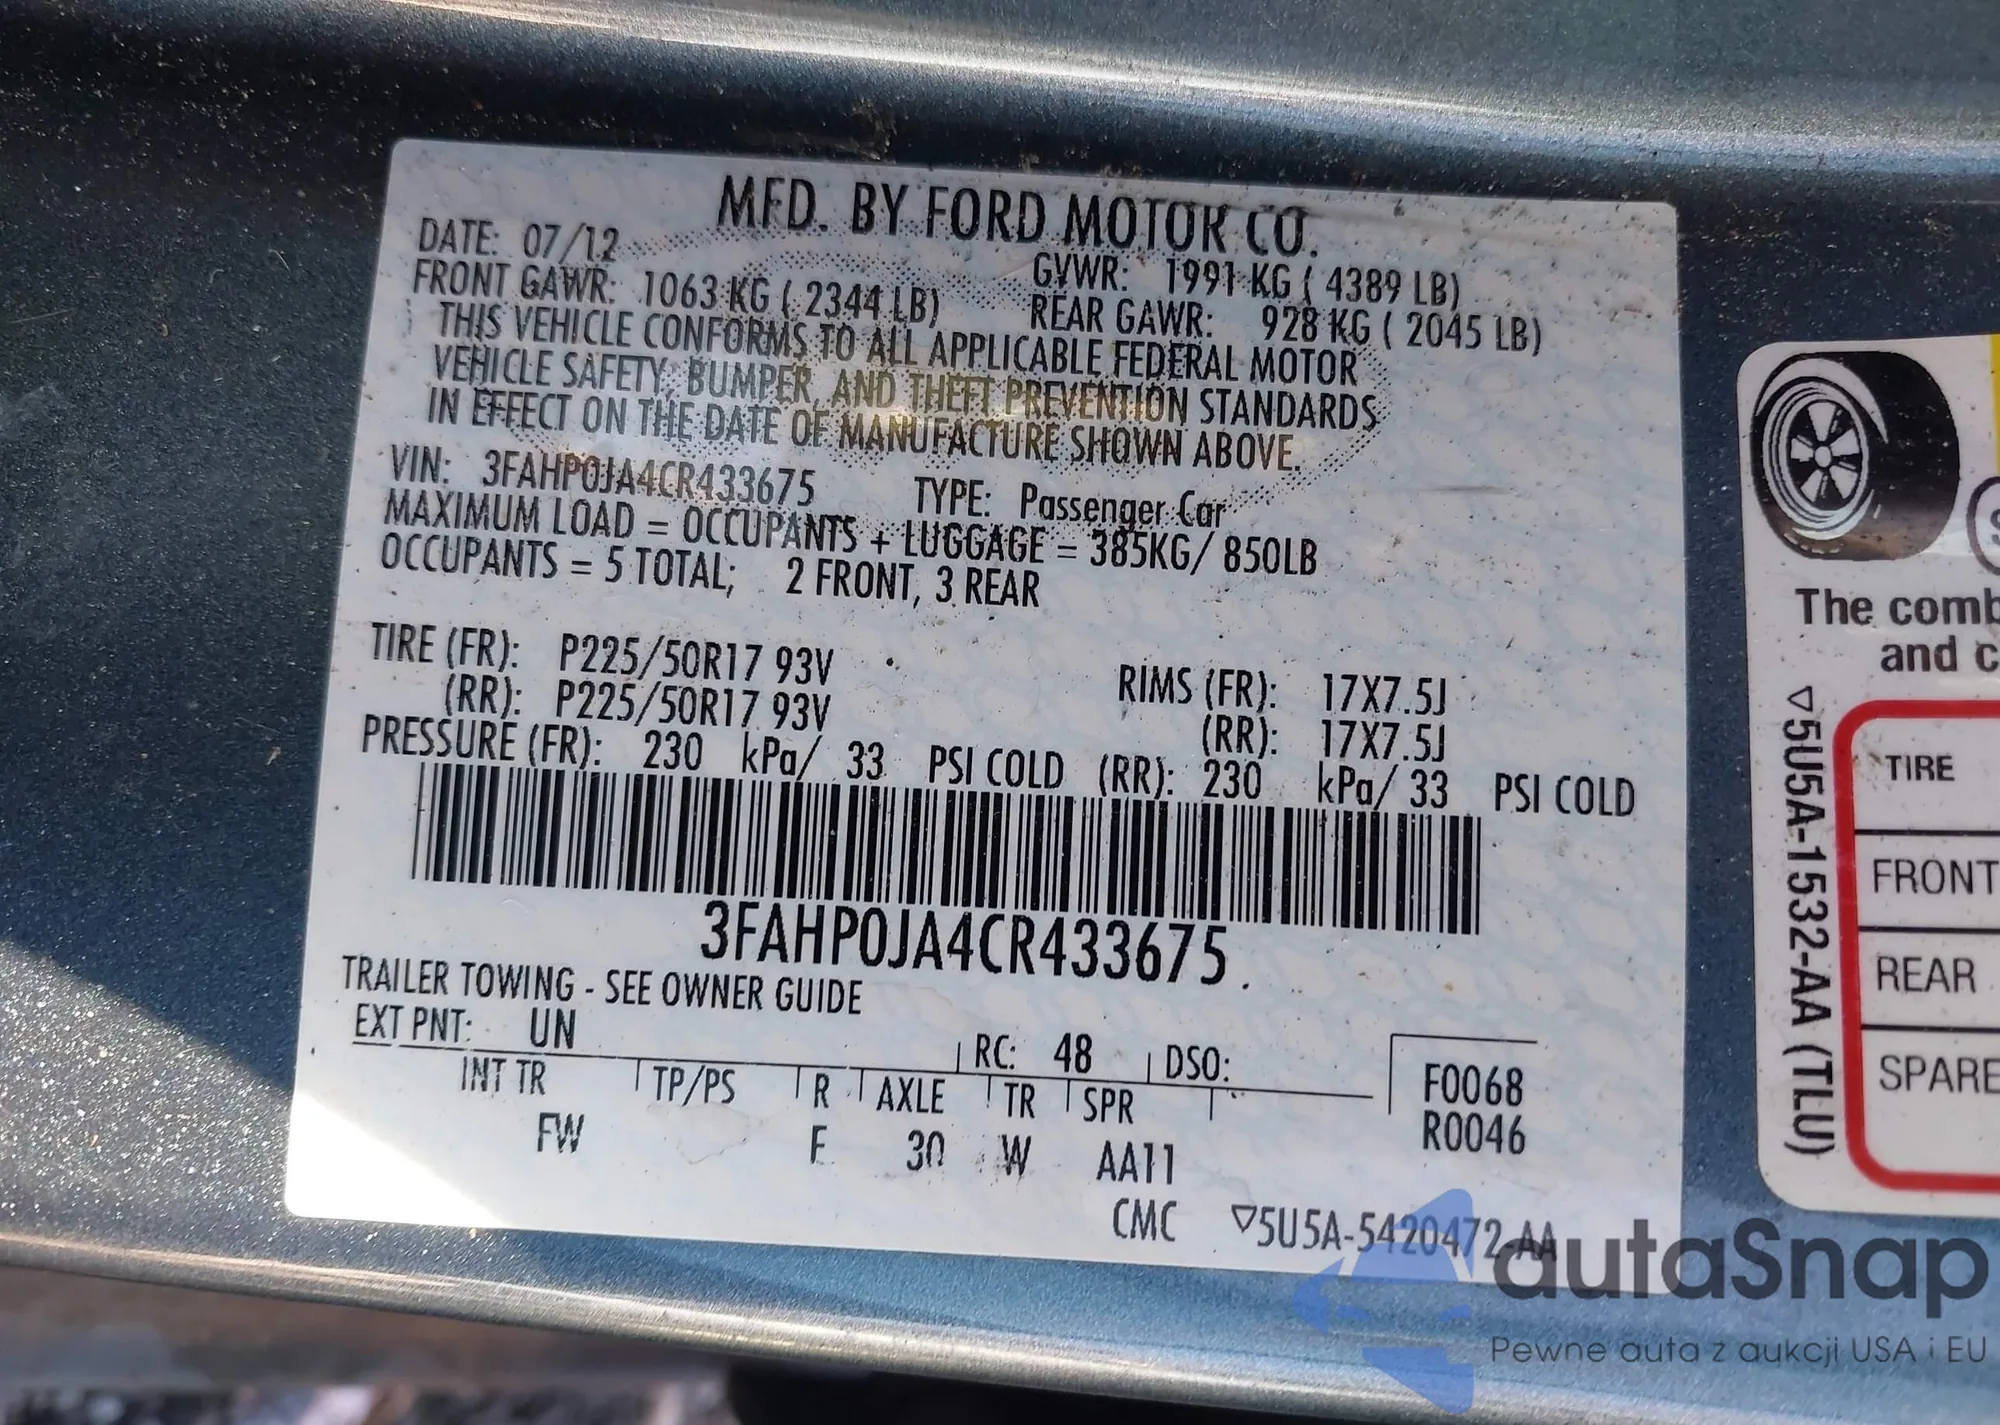 MFD. BY FORD MOTOR CO.
DATE: 07/12 GVWR: 1991 KG ( 4389 LB)
FRONT GAWR: 1063 KG ( 2344 LB) REAR GAWR: 928 KG ( 2045 LB)
THIS VEHICLE CONFORMS TO ALL APPLICABLE FEDERAL MOTOR
VEHICLE SAFETY, BUMPER, AND THEFT PREVENTION STANDARDS
IN EFFECT ON THE DATE OF MANUFACTURE SHOWN ABOVE.
VIN: 3FAHP0JA4CR433675 TYPE: Passenger Car
MAXIMUM LOAD = OCCUPANTS + LUGGAGE = 385KG/ 850LB
OCCUPANTS = 5 TOTAL; 2 FRONT, 3 REAR
TIRE (FR): P225/50R17 93V RIMS (FR): 17X7.5J
(RR): P225/50R17 93V (RR): 17X7.5J
PRESSURE (FR): 230 kPa/ 33 PSI COLD (RR): 230 kPa/ 33 PSI COLD
3FAHP0JA4CR433675
TRAILER TOWING - SEE OWNER GUIDE
EXT PNT: UN RC: 48 DSO: F0068
INT TR TP/PS R AXLE TR SPR R0046
FW F 30 W AA11
CMC ▽5U5A-5420472-AA
The comb
and c
▽5U5A-1532-AA (TLU)
TIRE
FRONT
REAR
SPARE
autaSnap
Pewne auta z aukcji USA i EU